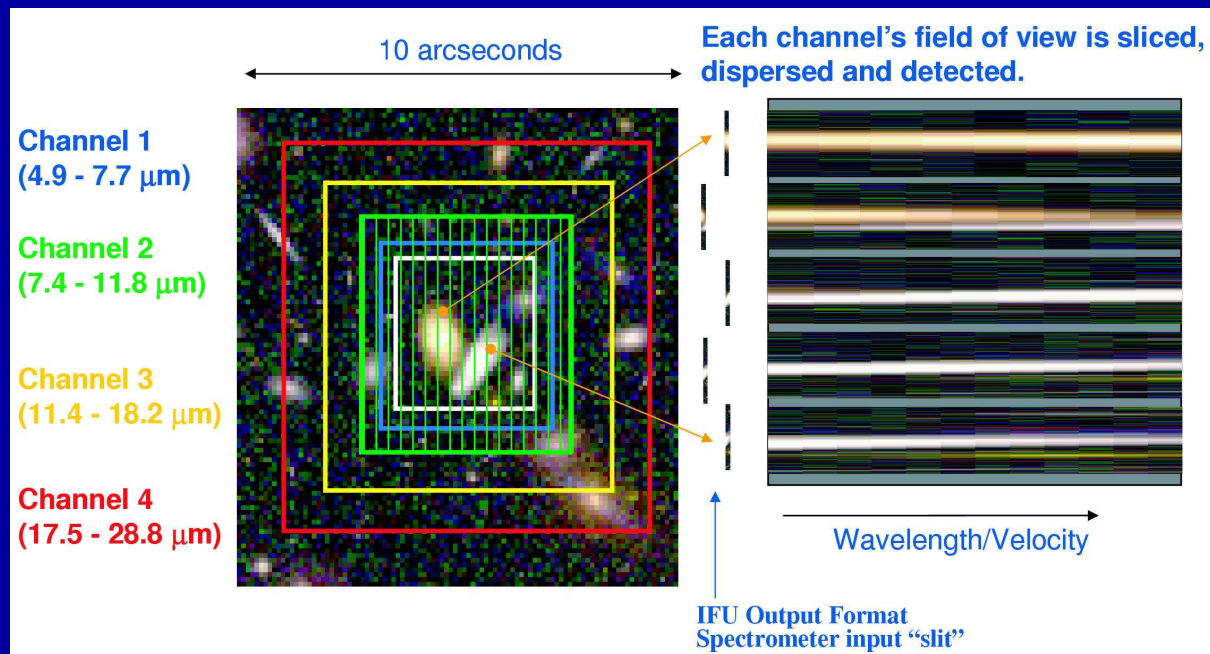 10 arcseconds
Each channel's field of view is sliced,
dispersed and detected.
Channel 1
(4.9 - 7.7 μm)
Channel 2
(7.4 - 11.8 μm)
Channel 3
(11.4 - 18.2 μm)
Channel 4
(17.5 - 28.8 μm)
Wavelength/Velocity
IFU Output Format
Spectrometer input “slit”